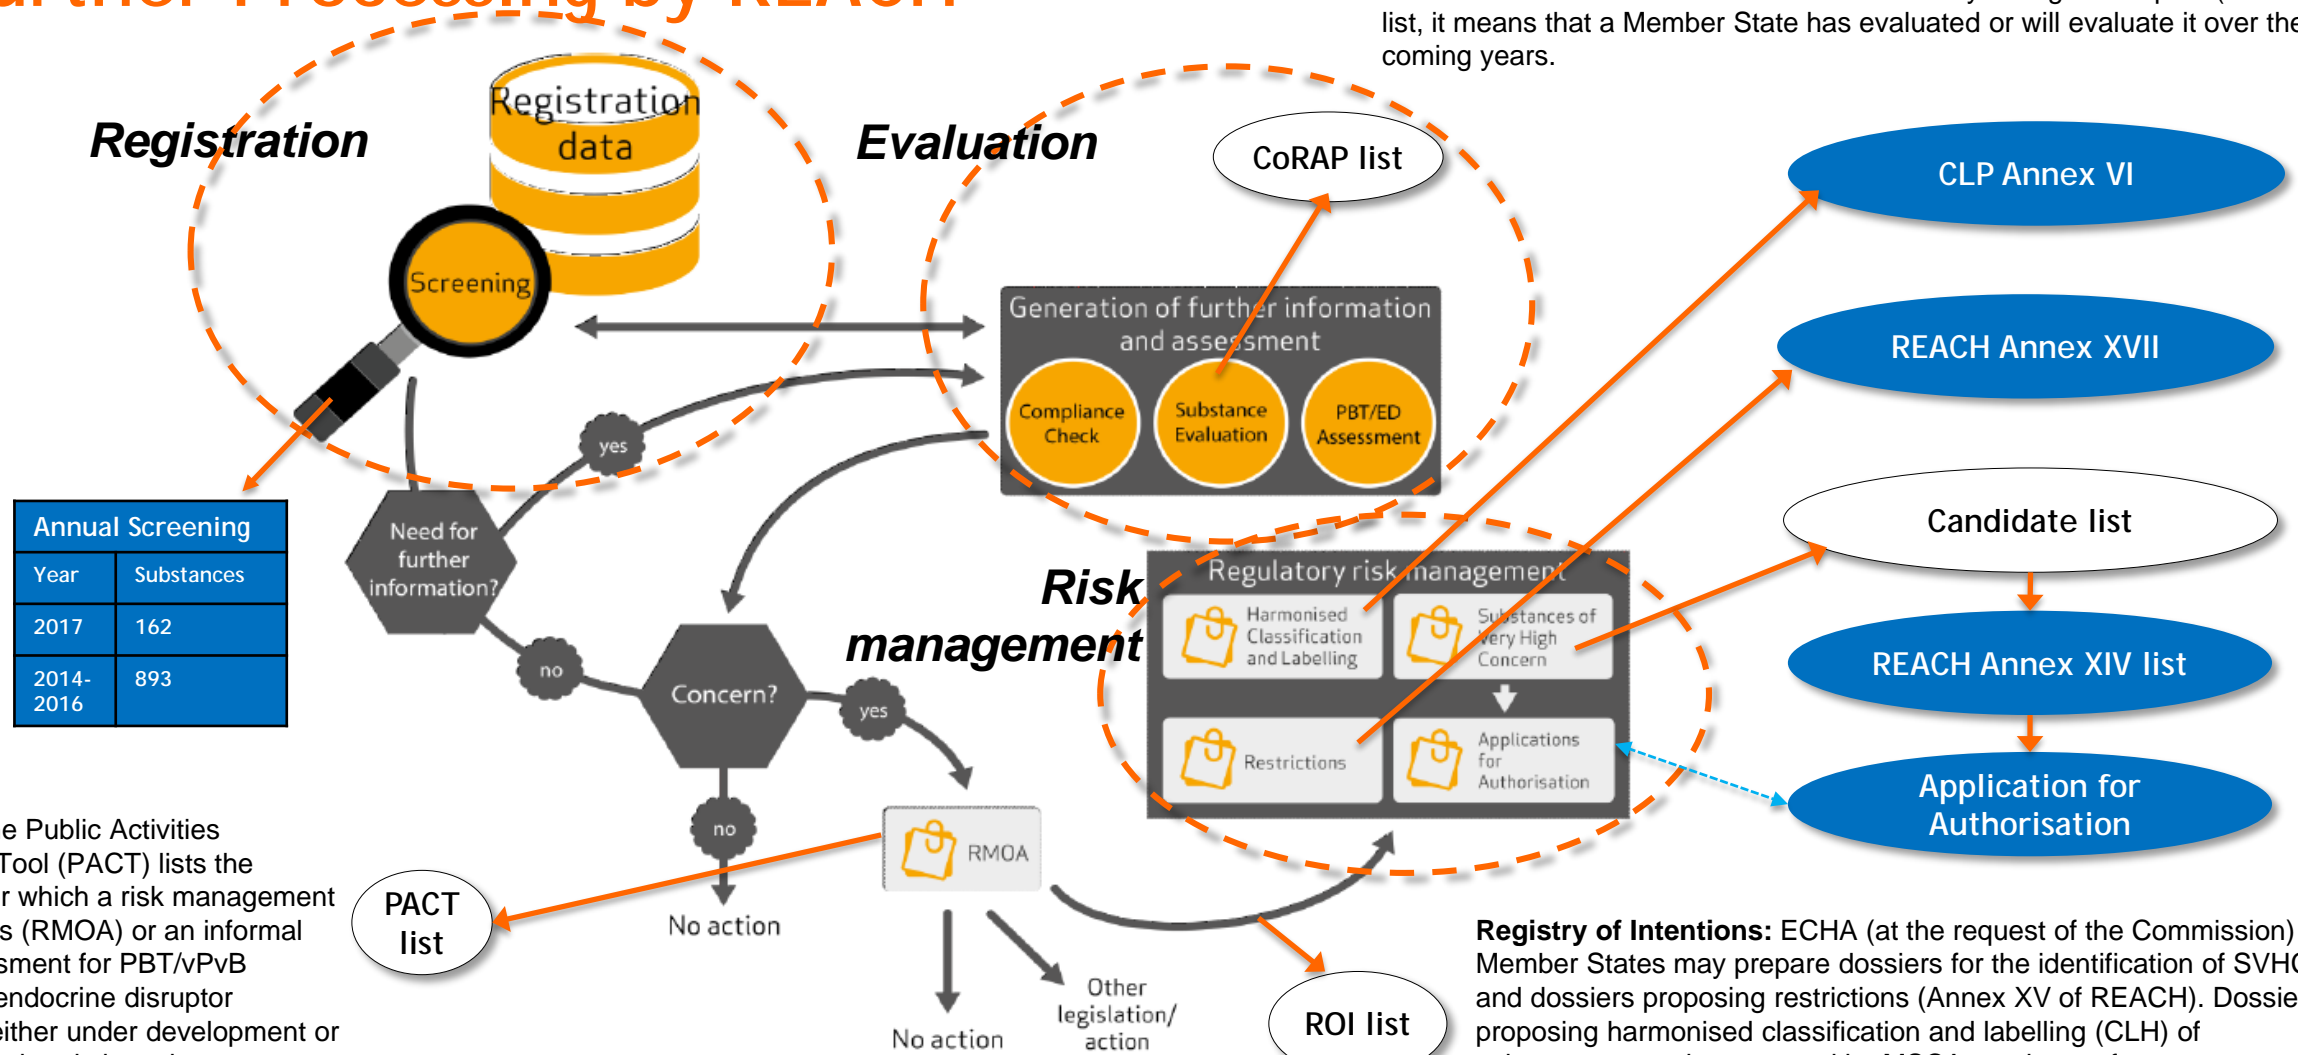 by REACH
list, it means that a Member State has evaluated or will evaluate it over the
coming years.
Registration
Registration
data
Screening
Evaluation
CoRAP list
Generation of further information
and assessment
Compliance
Check
Substance
Evaluation
PBT/ED
Assessment
CLP Annex VI
REACH Annex XVII
Candidate list
REACH Annex XIV list
Application for
Authorisation
yes
Need for
further
information?
no
Annual Screening
Year Substances
2017 162
2014-
2016 893
Risk
management
Regulatory risk management
Harmonised
Classification
and Labelling
Substances of
Very High
Concern
Restrictions
Applications
for
Authorisation
Concern?
yes
no
No action
RMOA
No action
Other
legislation/
action
PACT
list
ROI list
Public Activities
Tool (PACT) lists the
which a risk management
(RMOA) or an informal
for PBT/vPvB
endocrine disruptor
either under development or
Registry of Intentions: ECHA (at the request of the Commission)
Member States may prepare dossiers for the identification of
and dossiers proposing restrictions (Annex XV of REACH).
proposing harmonised classification and labelling (CLH) of